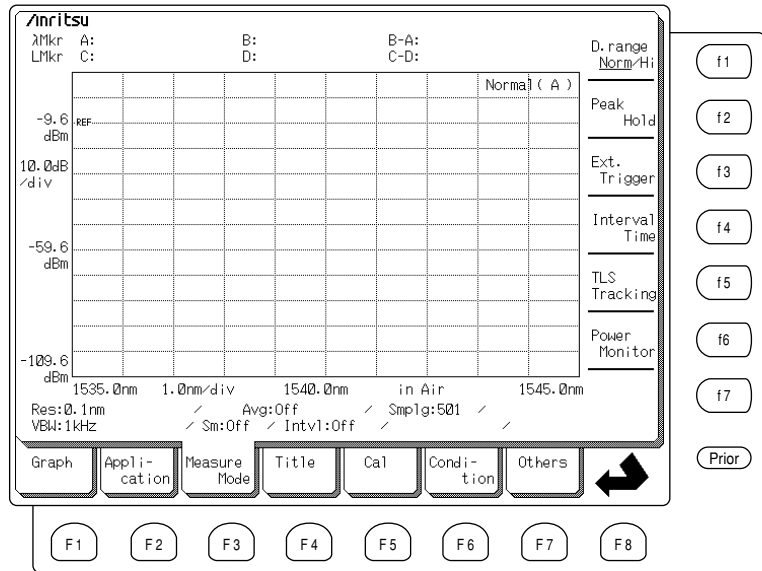 /Inritsu
λMkr A: B: B-A:
LMkr C: D: C-D:
Normal( A )
-9.6
dBm
REF
10.0dB
/div
-59.6
dBm
-109.6
dBm
1535.0nm 1.0nm/div 1540.0nm in Air 1545.0nm
Res:0.1nm / Avg:Off / Smplg:501 /
VBW:1kHz / Sm:Off / Intvl:Off / /
D.range
Norm/Hi
Peak
Hold
Ext.
Trigger
Interval
Time
TLS
Tracking
Power
Monitor
f1
f2
f3
f4
f5
f6
f7
Prior
Graph
Appli-
cation
Measure
Mode
Title
Cal
Condi-
tion
Others
F1 F2 F3 F4 F5 F6 F7 F8